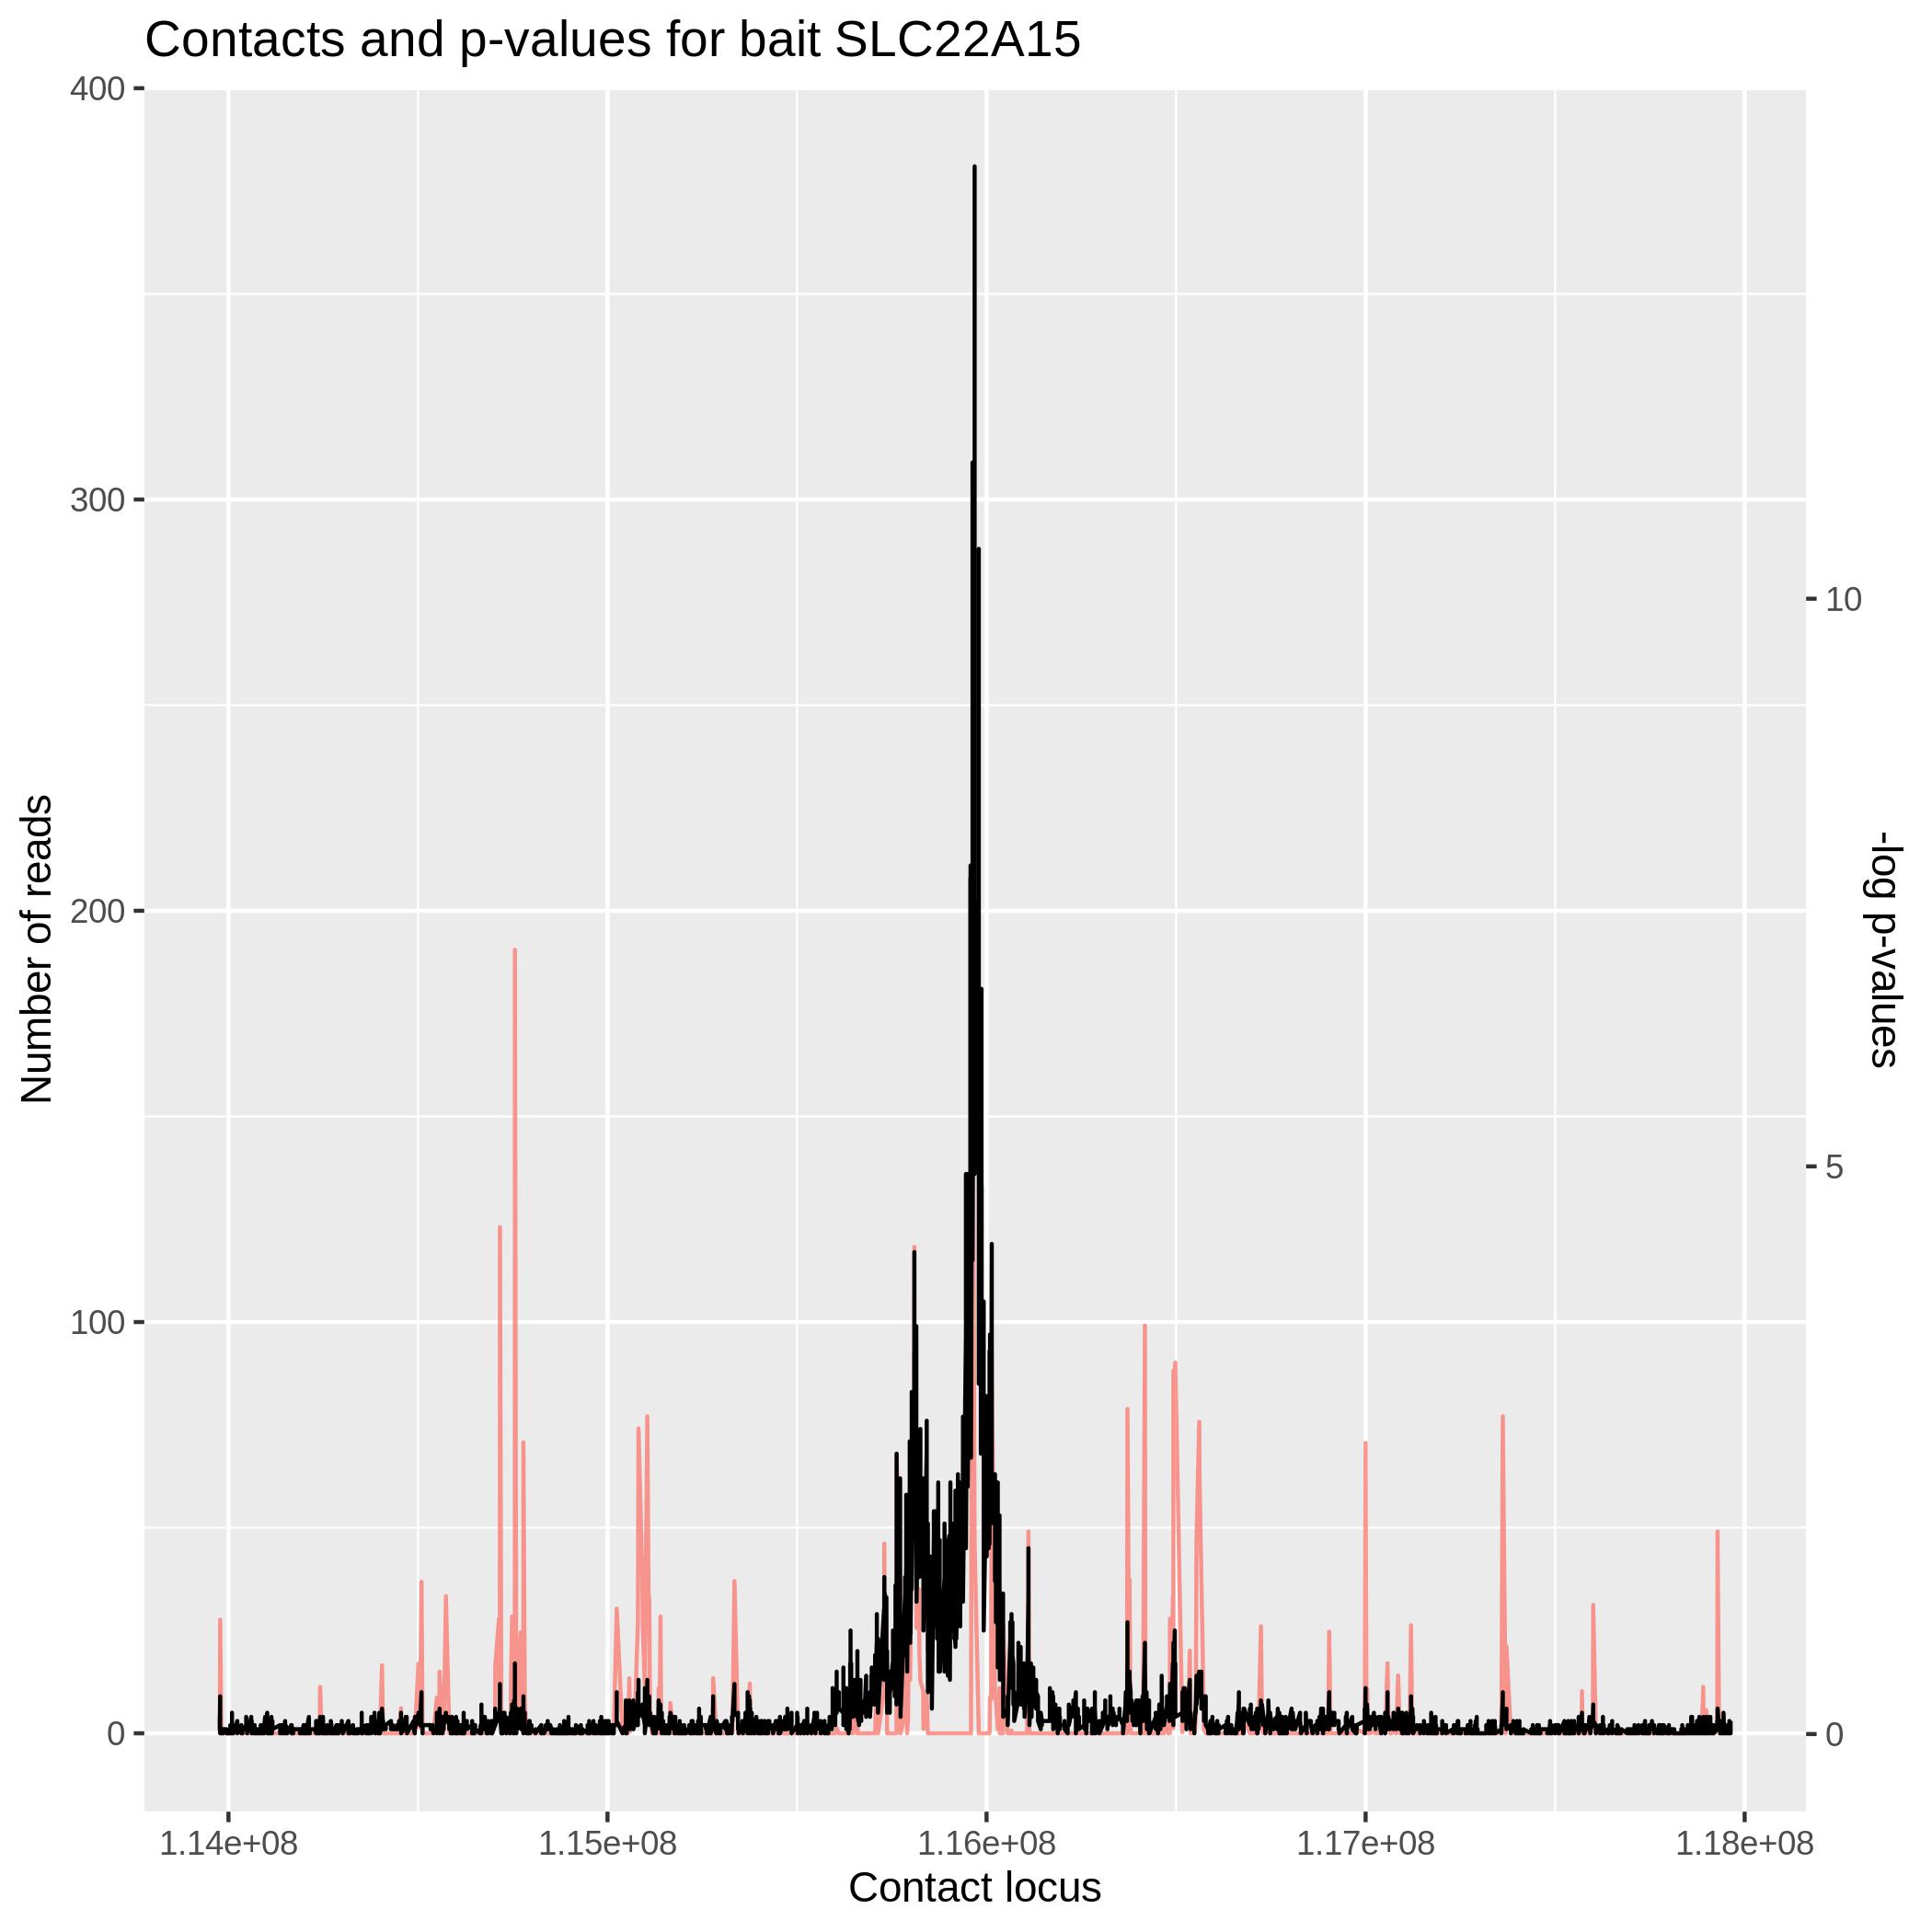 Contacts and p-values for bait SLC22A15
400
300
200
100
0
Number of reads
10
5
0
-log p-values
1.14e+08
1.15e+08
1.16e+08
1.17e+08
1.18e+08
Contact locus